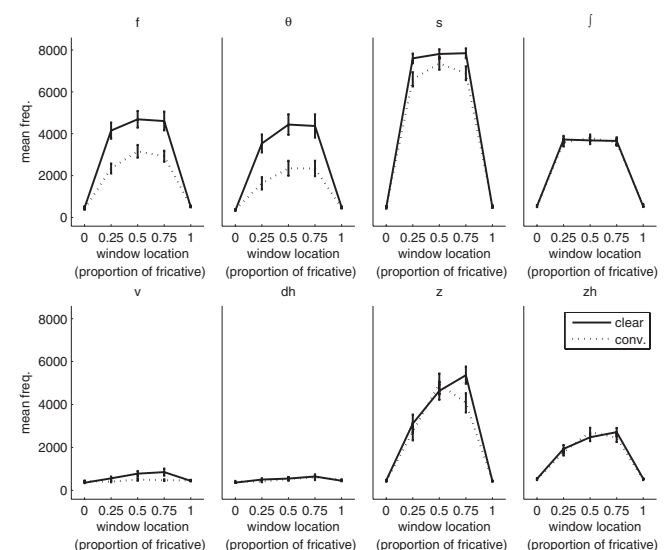 f θ s ʃ
8000
6000
4000
2000
0
mean freq.
0 0.25 0.5 0.75 1 0 0.25 0.5 0.75 1 0 0.25 0.5 0.75 1 0 0.25 0.5 0.75 1
window location window location window location window location
(proportion of fricative) (proportion of fricative) (proportion of fricative) (proportion of fricative)
v dh z zh
8000
6000
4000
2000
0
mean freq.
clear
conv.
0 0.25 0.5 0.75 1 0 0.25 0.5 0.75 1 0 0.25 0.5 0.75 1 0 0.25 0.5 0.75 1
window location window location window location window location
(proportion of fricative) (proportion of fricative) (proportion of fricative) (proportion of fricative)